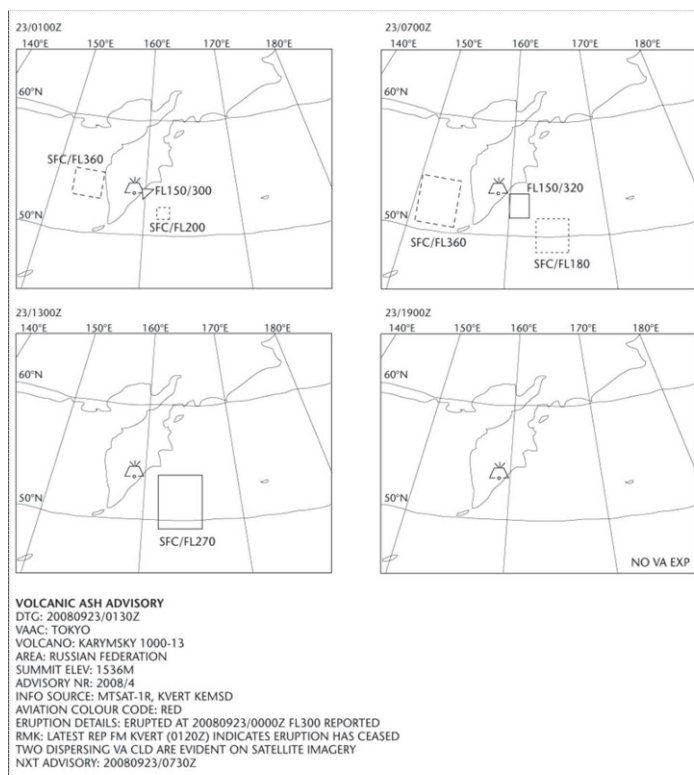 23/0100Z
140°E 150°E 160°E 170°E 180°E
60°N
SFC/FL360
FL150/300
50°N
SFC/FL200
23/0700Z
140°E 150°E 160°E 170°E 180°E
60°N
FL150/320
50°N
SFC/FL360
SFC/FL180
23/1300Z
140°E 150°E 160°E 170°E 180°E
60°N
50°N
SFC/FL270
23/1900Z
140°E 150°E 160°E 170°E 180°E
60°N
50°N
NO VA EXP
VOLCANIC ASH ADVISORY
DTG: 20080923/0130Z
VAAC: TOKYO
VOLCANO: KARYMSKY 1000-13
AREA: RUSSIAN FEDERATION
SUMMIT ELEV: 1536M
ADVISORY NR: 2008/4
INFO SOURCE: MTSAT-1R, KVERT KEMSD
AVIATION COLOUR CODE: RED
ERUPTION DETAILS: ERUPTED AT 20080923/0000Z FL300 REPORTED
RMK: LATEST REP FM KVERT (0120Z) INDICATES ERUPTION HAS CEASED
TWO DISPERSING VA CLD ARE EVIDENT ON SATELLITE IMAGERY
NXT ADVISORY: 20080923/0730Z